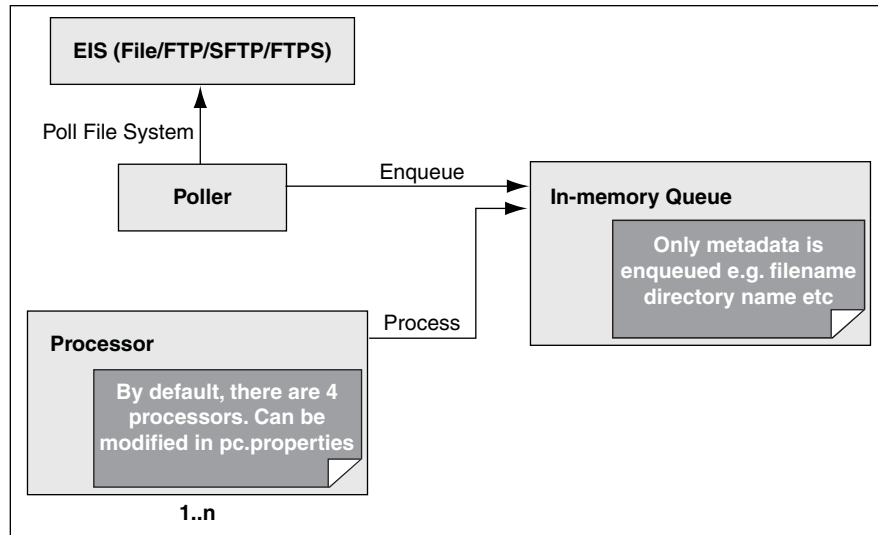 EIS (File/FTP/SFTP/FTPS)
Poll File System
Poller
Enqueue
In-memory Queue
Only metadata is
enqueued e.g. filename
directory name etc
Process
Processor
By default, there are 4
processors. Can be
modified in pc.properties
1..n